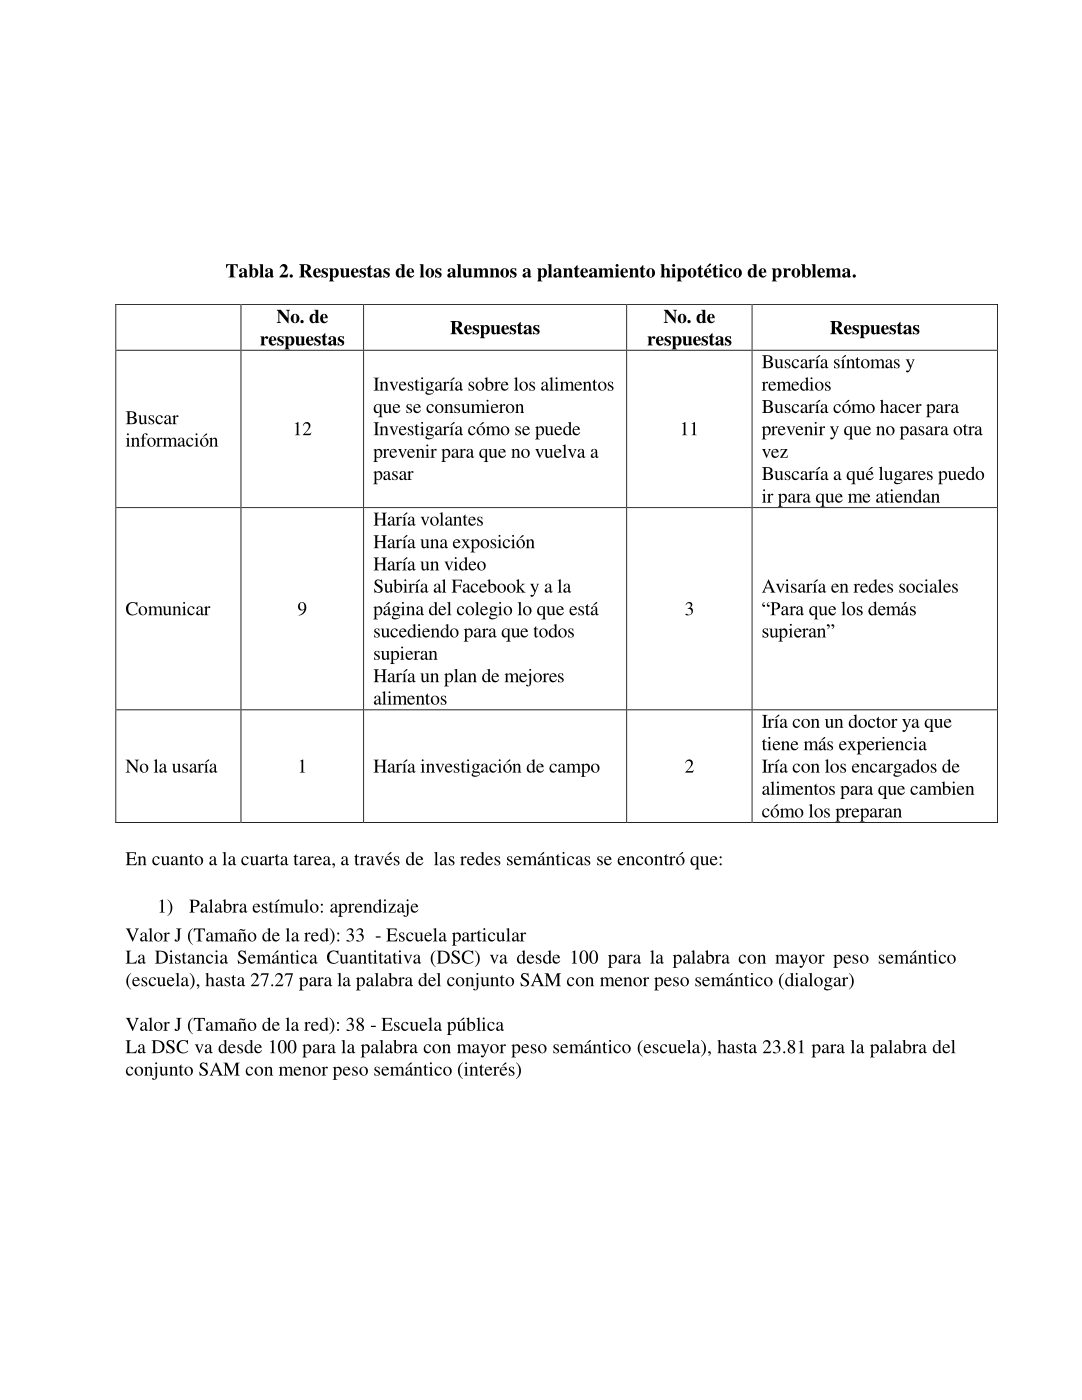 Tabla 2. Respuestas de los alumnos a planteamiento hipotético de problema.
No. de
respuestas
Respuestas
No. de
respuestas
Respuestas
Buscar
información
12
Investigaría sobre los alimentos
que se consumieron
Investigaría cómo se puede
prevenir para que no vuelva a
pasar
11
Buscaría síntomas y
remedios
Buscaría cómo hacer para
prevenir y que no pasara otra
vez
Buscaría a qué lugares puedo
ir para que me atiendan
Comunicar
9
Haría volantes
Haría una exposición
Haría un video
Subiría al Facebook y a la
página del colegio lo que está
sucediendo para que todos
supieran
Haría un plan de mejores
alimentos
3
Avisaría en redes sociales
“Para que los demás
supieran”
No la usaría
1
Haría investigación de campo
2
Iría con un doctor ya que
tiene más experiencia
Iría con los encargados de
alimentos para que cambien
cómo los preparan
En cuanto a la cuarta tarea, a través de  las redes semánticas se encontró que:
1) Palabra estímulo: aprendizaje
Valor J (Tamaño de la red): 33  - Escuela particular
La Distancia Semántica Cuantitativa (DSC) va desde 100 para la palabra con mayor peso semántico
(escuela), hasta 27.27 para la palabra del conjunto SAM con menor peso semántico (dialogar)
Valor J (Tamaño de la red): 38 - Escuela pública
La DSC va desde 100 para la palabra con mayor peso semántico (escuela), hasta 23.81 para la palabra del
conjunto SAM con menor peso semántico (interés)